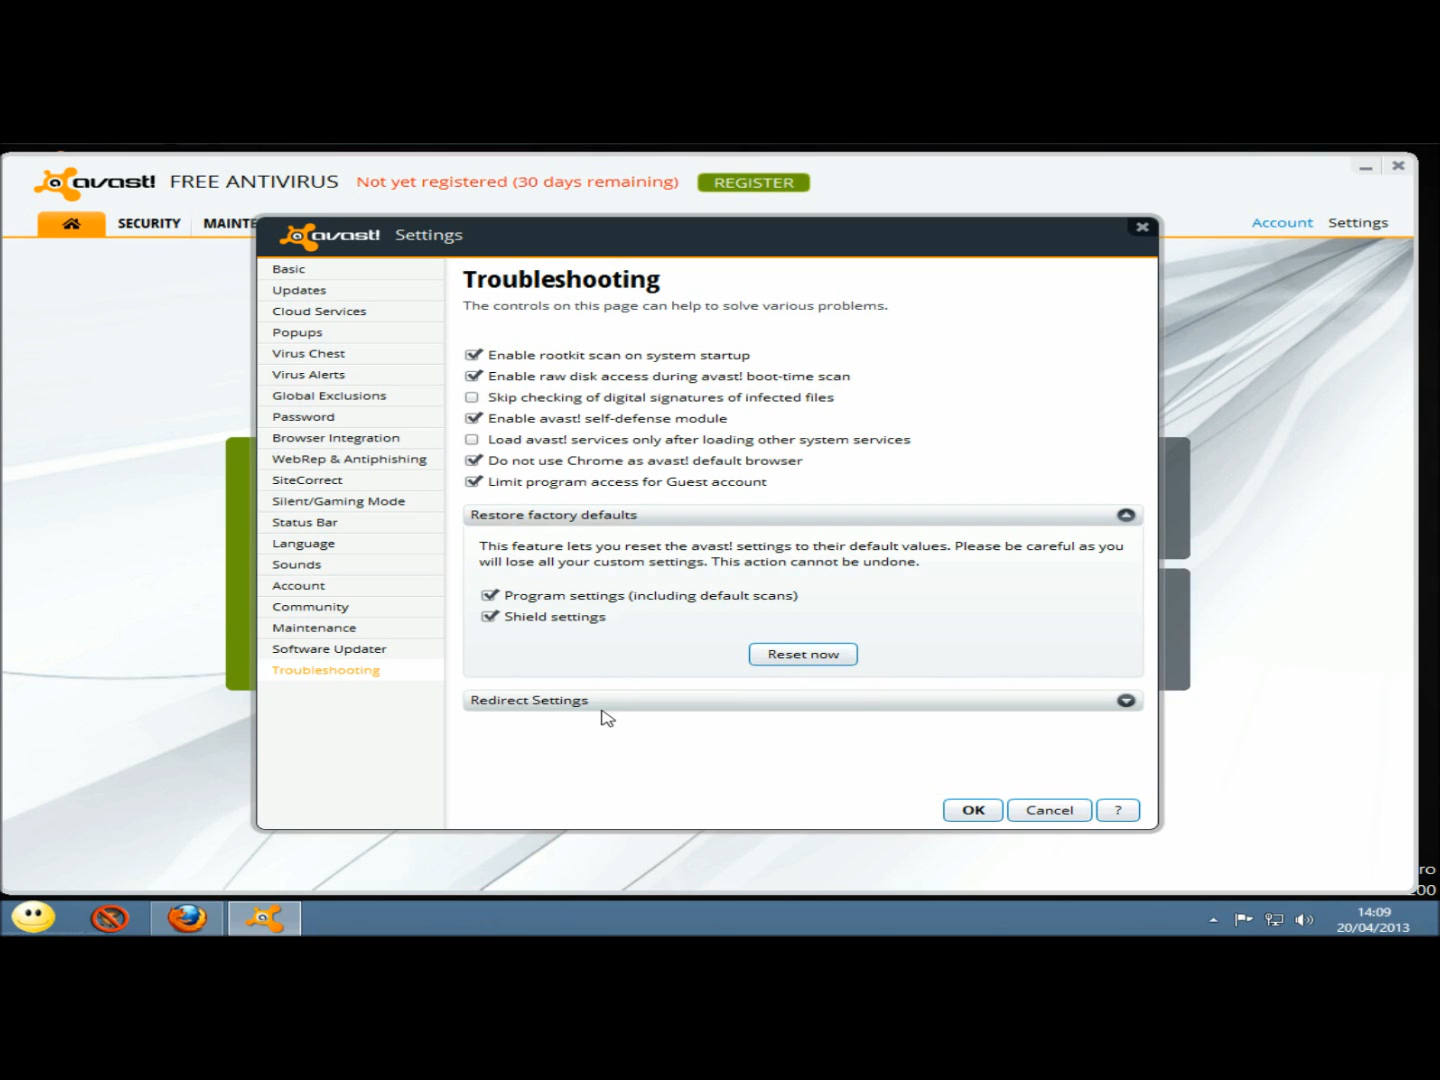 avast! FREE ANTIVIRUS Not yet registered (30 days remaining) REGISTER
SECURITY MAINTE Account Settings
avast! Settings
Basic
Updates
Cloud Services
Popups
Virus Chest
Virus Alerts
Global Exclusions
Password
Browser Integration
WebRep & Antiphishing
SiteCorrect
Silent/Gaming Mode
Status Bar
Language
Sounds
Account
Community
Maintenance
Software Updater
Troubleshooting
Troubleshooting
The controls on this page can help to solve various problems.
Enable rootkit scan on system startup
Enable raw disk access during avast! boot-time scan
Skip checking of digital signatures of infected files
Enable avast! self-defense module
Load avast! services only after loading other system services
Do not use Chrome as avast! default browser
Limit program access for Guest account
Restore factory defaults
This feature lets you reset the avast! settings to their default values. Please be careful as you
will lose all your custom settings. This action cannot be undone.
Program settings (including default scans)
Shield settings
Reset now
Redirect Settings
OK Cancel ?
ro
00
14:09
20/04/2013